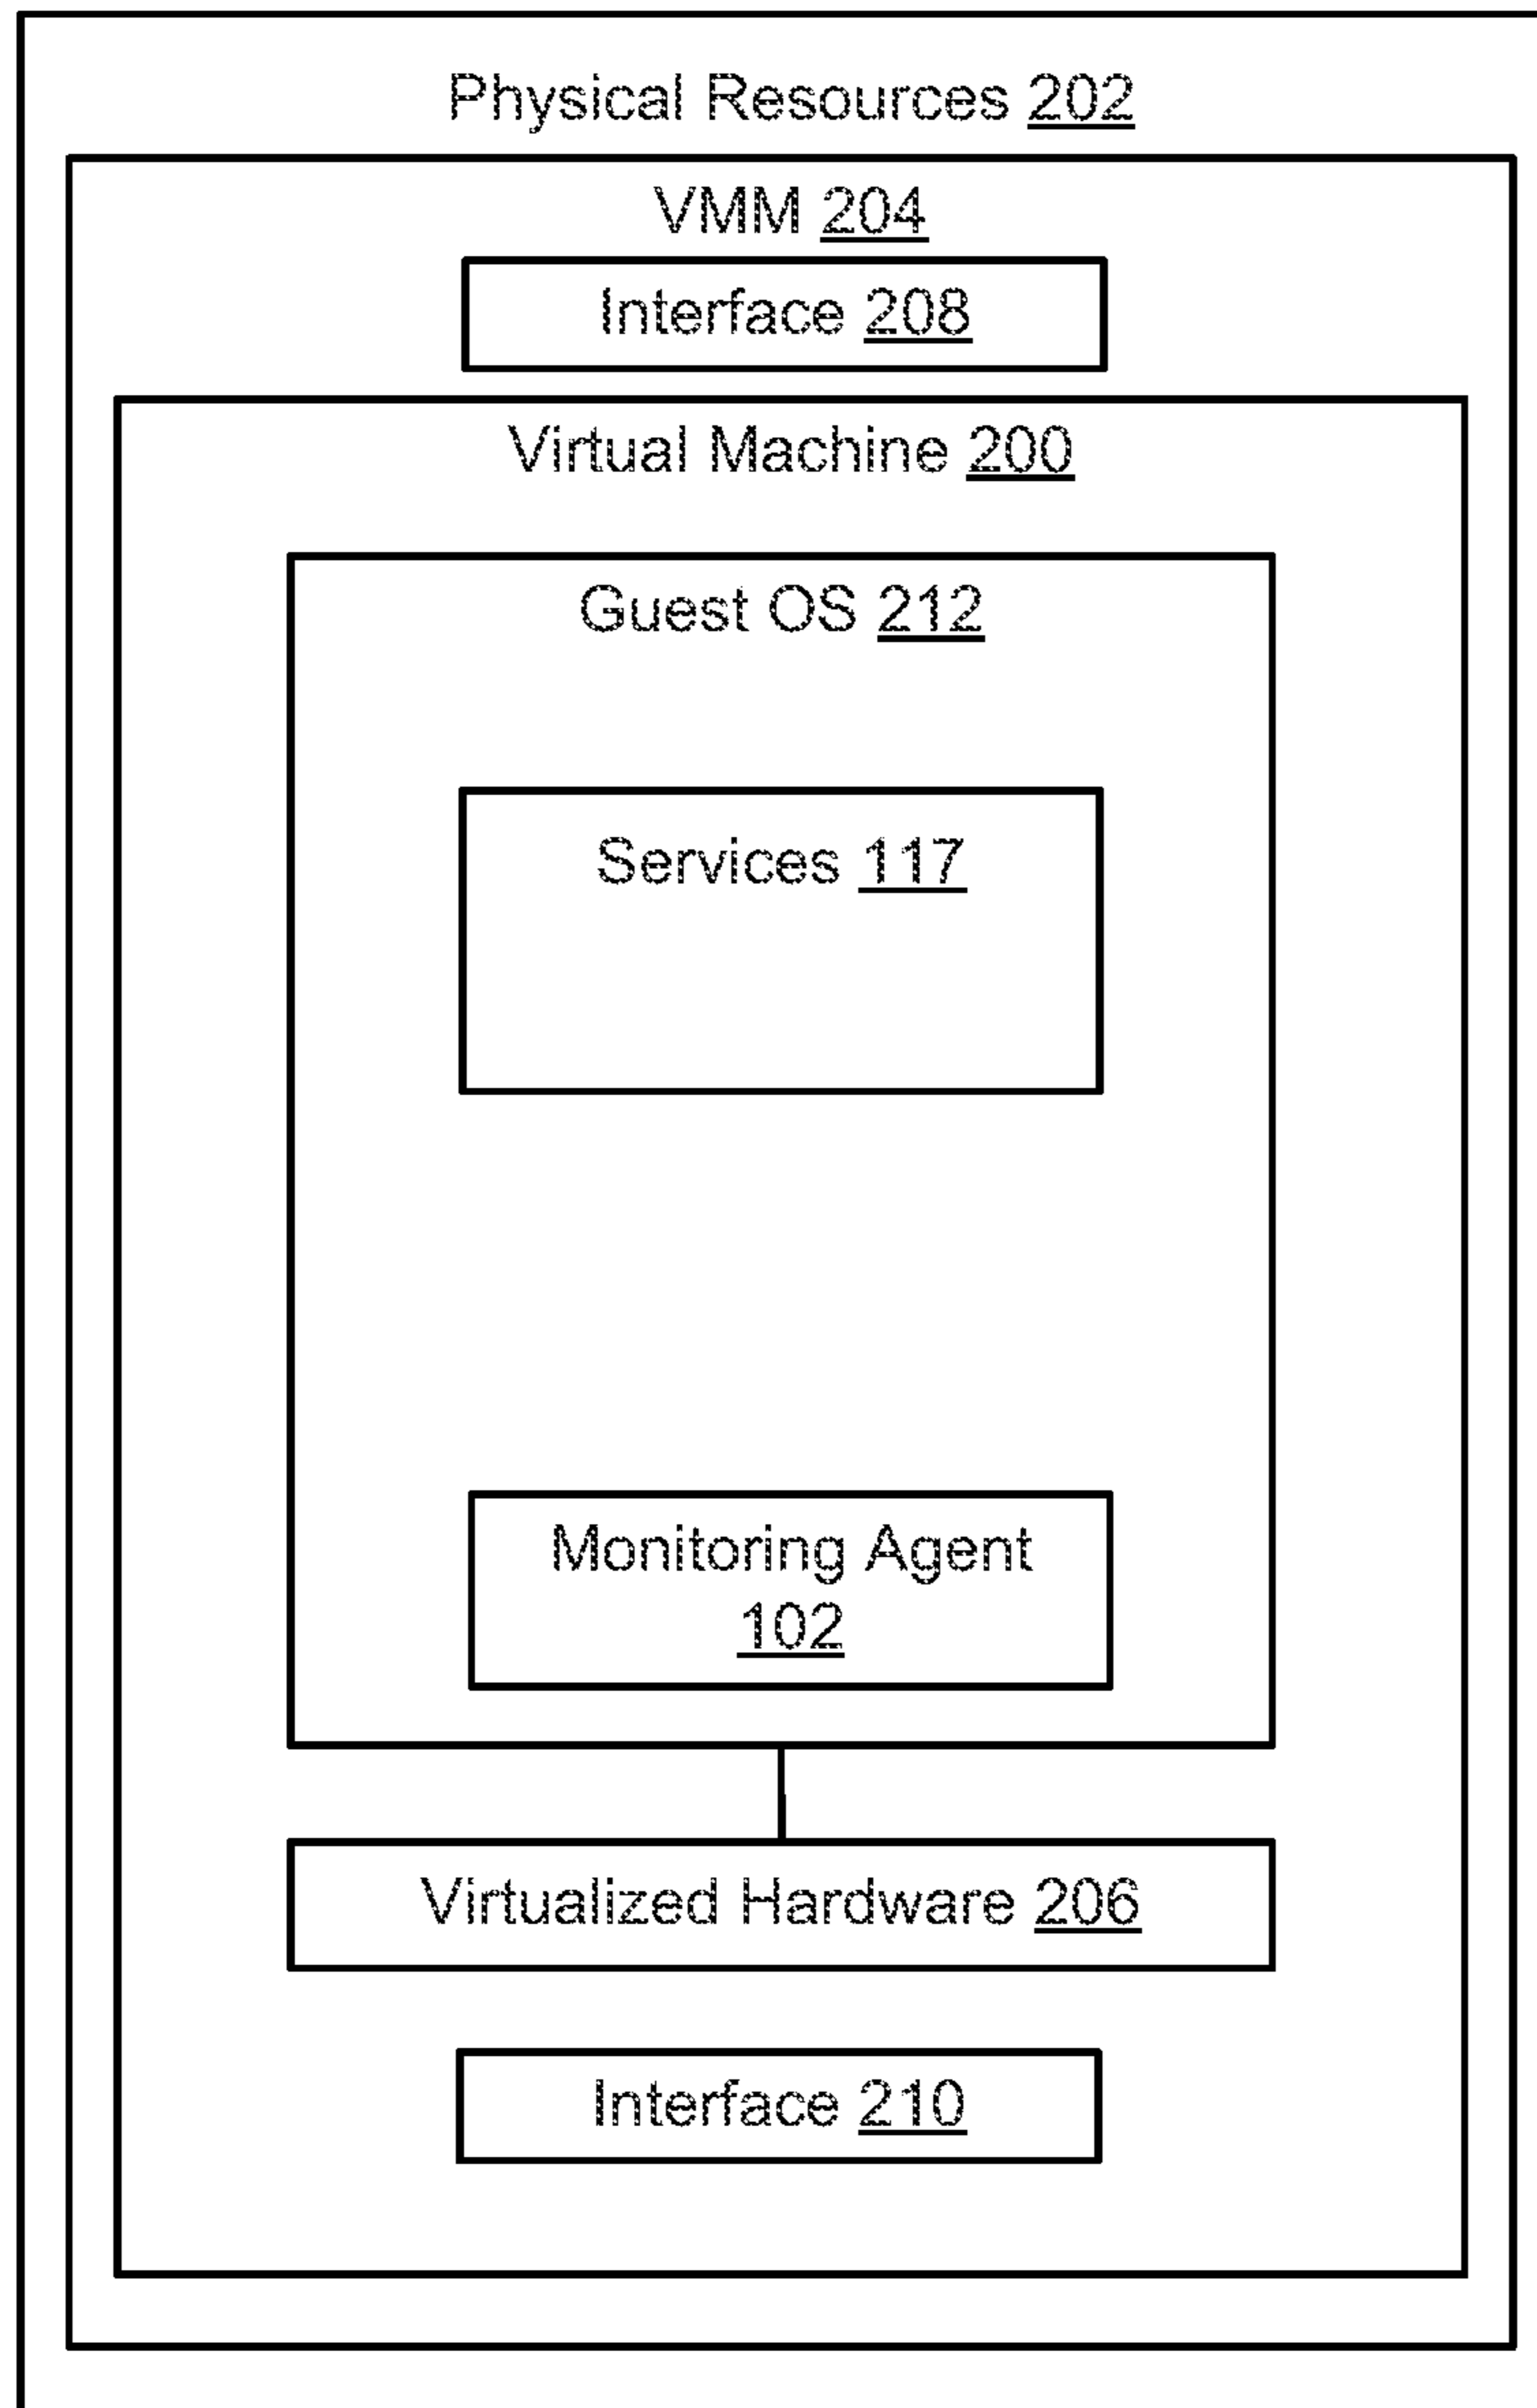 Physical Resources 202
VMM 204
Interface 208
Virtual Machine 200
Guest OS 212
Services 117
Monitoring Agent
102
Virtualized Hardware 206
Interface 210